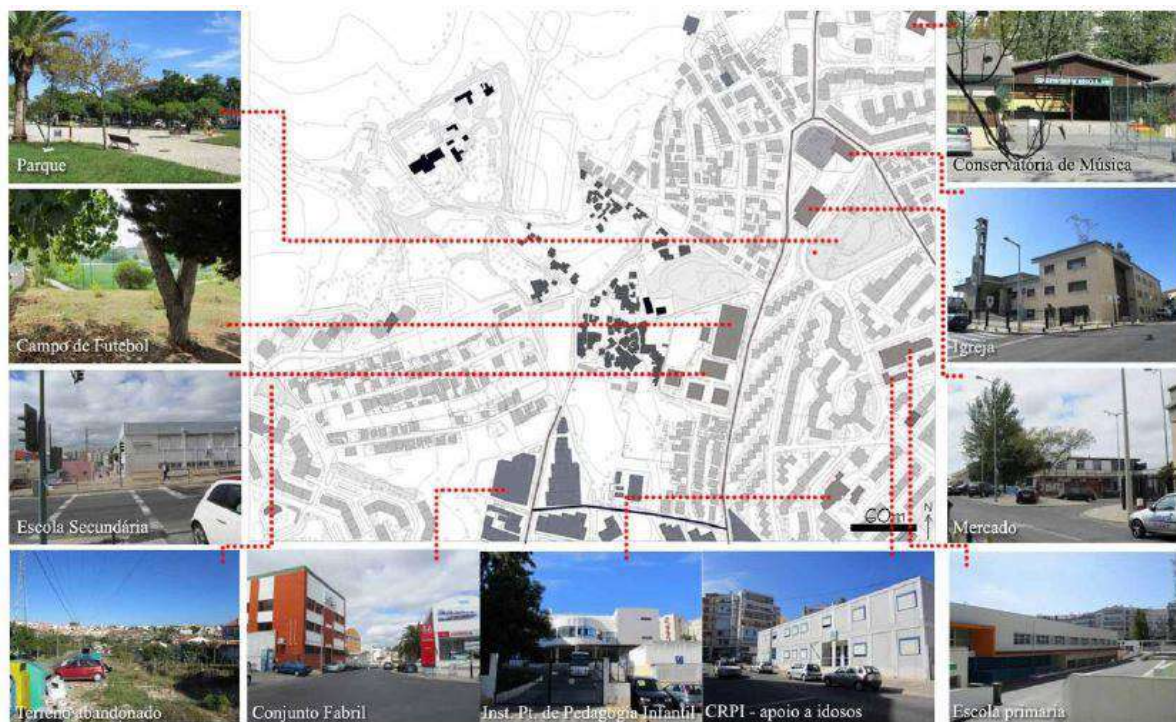 Parque
Conservatória de Música
Campo de Futebol
Igreja
Escola Secundária
60m
N
Mercado
Terreno abandonado
Conjunto Fabril
Inst. Pt. de Pedagogia Infantil
CRPI - apoio a idosos
Escola primaria